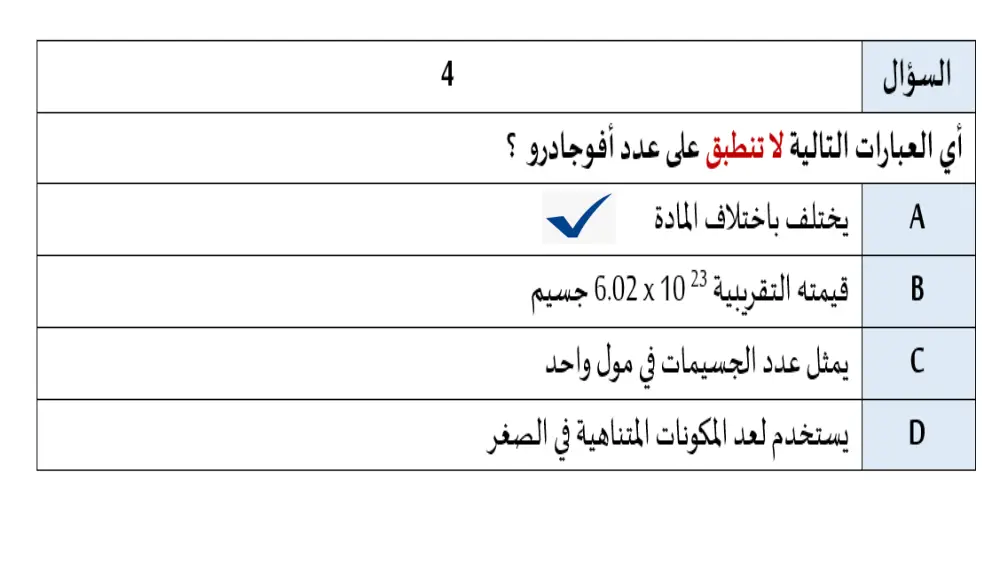 السؤال 4
أي العبارات التالية لا تنطبق على عدد أفوجادرو ؟
A يختلف باختلاف المادة
B قيمته التقريبية 6.02 x 10 ²³ جسيم
C يمثل عدد الجسيمات في مول واحد
D يستخدم لعد المكونات المتناهية في الصغر